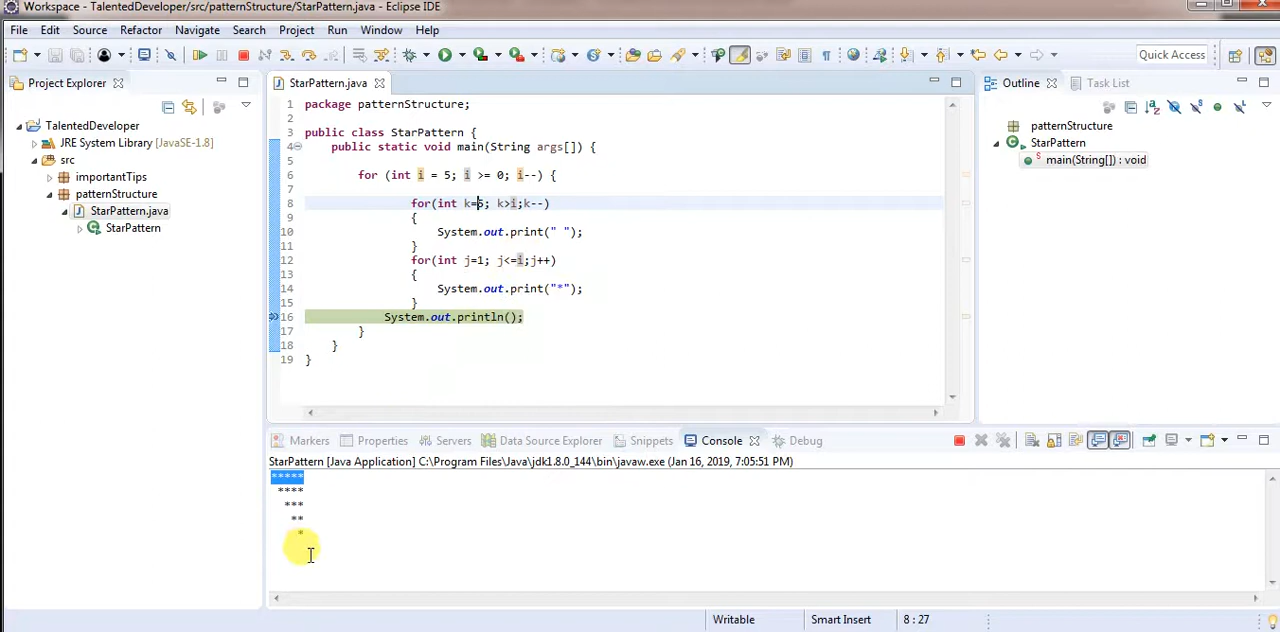 Workspace - TalentedDeveloper/src/patternStructure/StarPattern.java - Eclipse IDE
File Edit Source Refactor Navigate Search Project Run Window Help
Quick Access
Project Explorer
StarPattern.java
Outline
Task List
TalentedDeveloper
JRE System Library [JavaSE-1.8]
src
importantTips
patternStructure
StarPattern.java
StarPattern
1 package patternStructure;
2
3 public class StarPattern {
4 public static void main(String args[]) {
5
6 for (int i = 5; i >= 0; i--) {
7
8 for(int k=5; k>i;k--)
9 {
10 System.out.print(" ");
11 }
12 for(int j=1; j<=i;j++)
13 {
14 System.out.print("*");
15 }
16 System.out.println();
17 }
18 }
19 }
patternStructure
StarPattern
S
main(String[]) : void
Markers Properties Servers Data Source Explorer Snippets Console Debug
StarPattern [Java Application] C:\Program Files\Java\jdk1.8.0_144\bin\javaw.exe (Jan 16, 2019, 7:05:51 PM)
*****
****
***
**
*
Writable Smart Insert 8 : 27